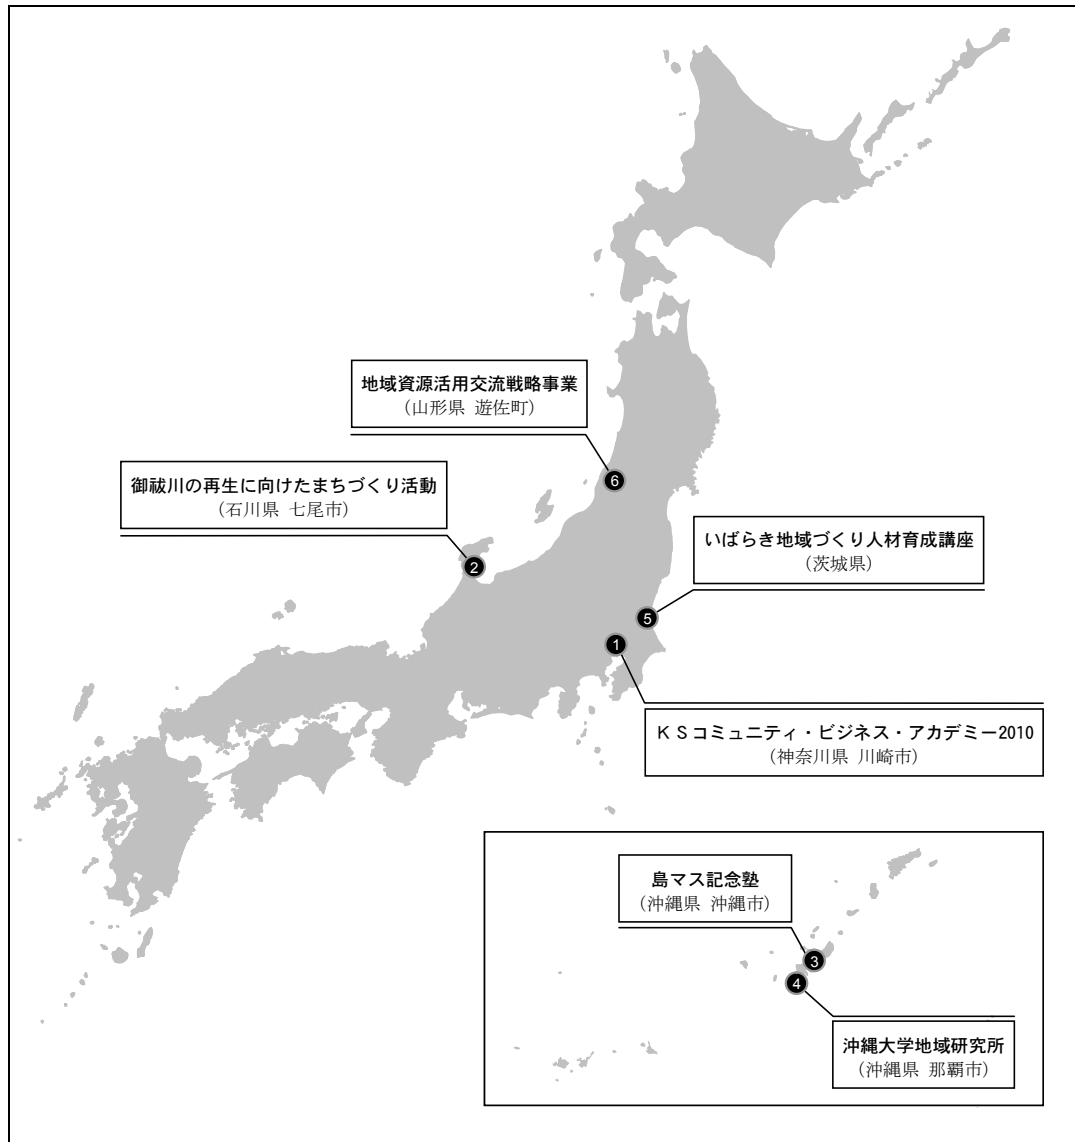 地域資源活用交流戦略事業
（山形県 遊佐町）
6
御祓川の再生に向けたまちづくり活動
（石川県 七尾市）
2
いばらき地域づくり人材育成講座
（茨城県）
5
1
ＫＳコミュニティ・ビジネス・アカデミー2010
（神奈川県 川崎市）
島マス記念塾
（沖縄県 沖縄市）
3
4
沖縄大学地域研究所
（沖縄県 那覇市）